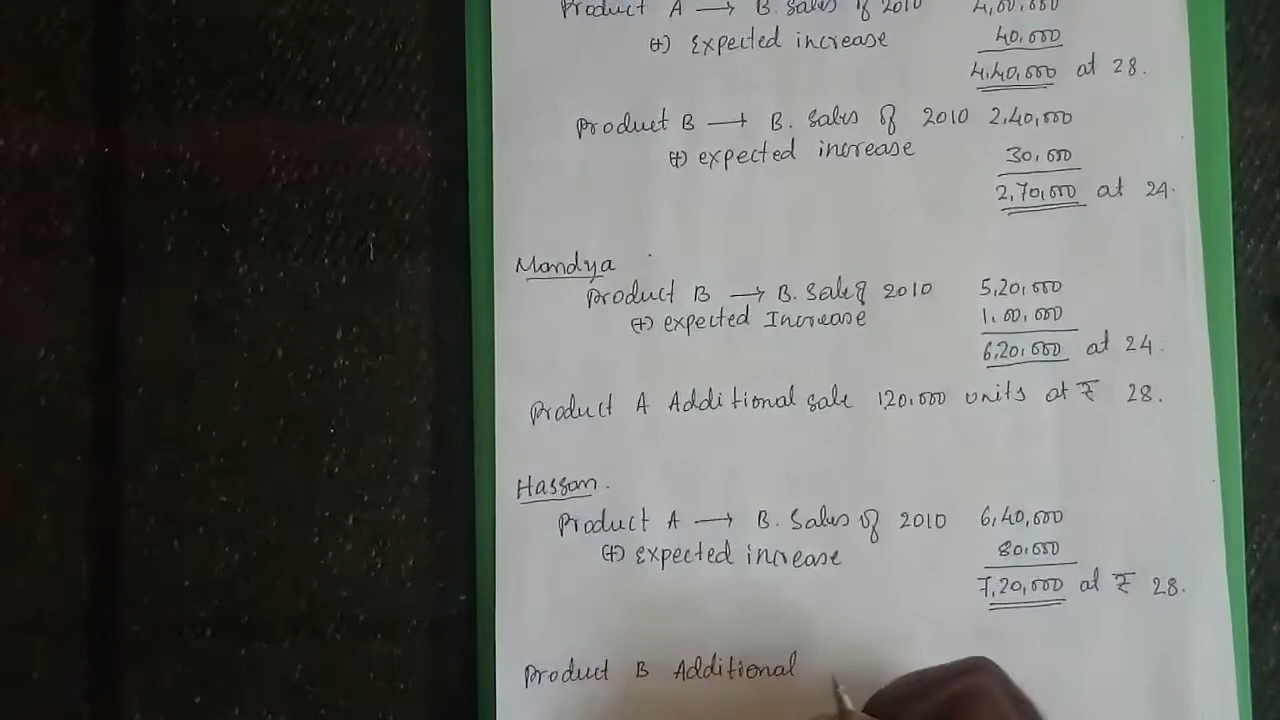 Product A → B. Sales of 2010 4,00,000
(+) Expected increase 40,000
4,40,000 at 28.
Product B → B. Sales of 2010 2,40,000
(+) expected increase 30,000
2,70,000 at 24.
Mandya
Product B → B. Sale of 2010 5,20,000
(+) expected Increase 1,00,000
6,20,000 at 24.
Product A Additional sale 1,20,000 units at ₹ 28.
Hassan.
Product A → B. Sales of 2010 6,40,000
(+) Expected increase 80,000
7,20,000 at ₹ 28.
Product B Additional